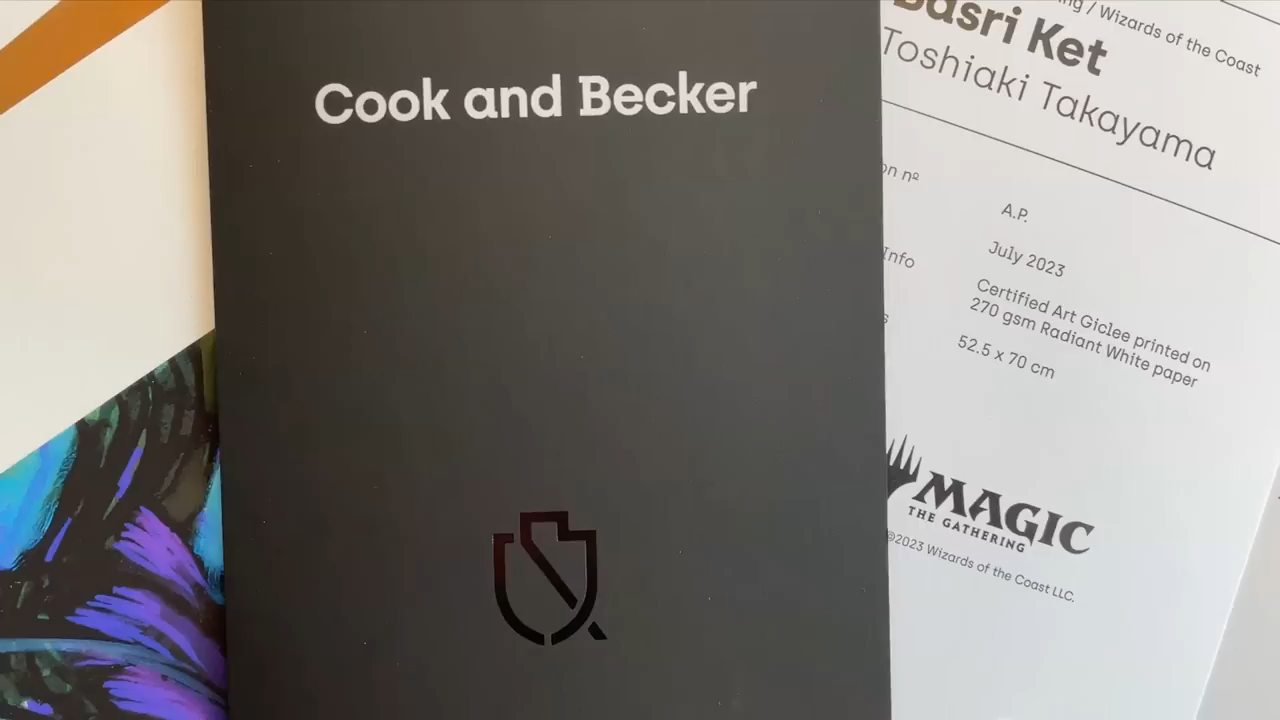 Cook and Becker
ng / Wizards of the Coast
Basri Ket
Toshiaki Takayama
on nº
A.P.
July 2023
Info
Certified Art Giclee printed on
270 gsm Radiant White paper
s
52.5 x 70 cm
MAGIC
THE GATHERING
©2023 Wizards of the Coast LLC.